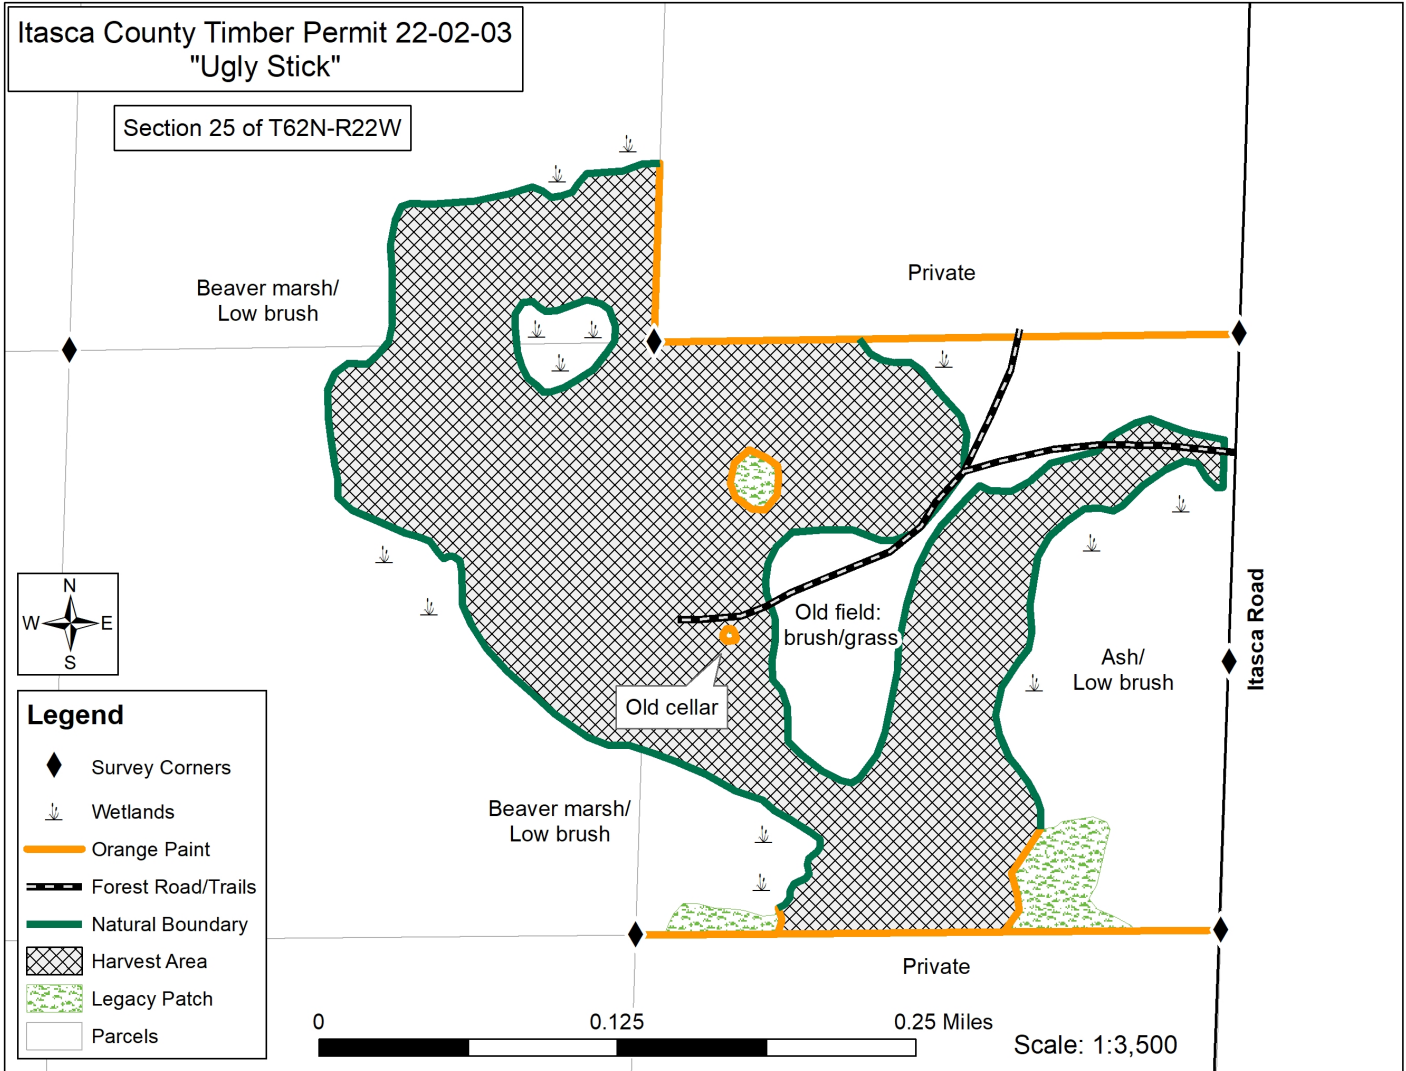 Itasca County Timber Permit 22-02-03
"Ugly Stick"
Section 25 of T62N-R22W
Private
Beaver marsh/
Low brush
Old field:
brush/grass
Old cellar
Ash/
Low brush
Itasca Road
Beaver marsh/
Low brush
Private
N
W
E
S
Legend
Survey Corners
Wetlands
Orange Paint
Forest Road/Trails
Natural Boundary
Harvest Area
Legacy Patch
Parcels
0
0.125
0.25 Miles
Scale: 1:3,500